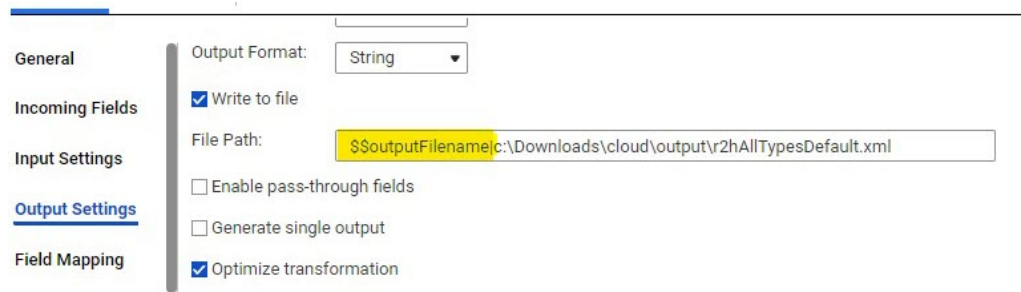 General
Incoming Fields
Input Settings
Output Settings
Field Mapping
Output Format:
String
Write to file
File Path:
$$outputFilename|c:\Downloads\cloud\output\r2hAllTypesDefault.xml
Enable pass-through fields
Generate single output
Optimize transformation